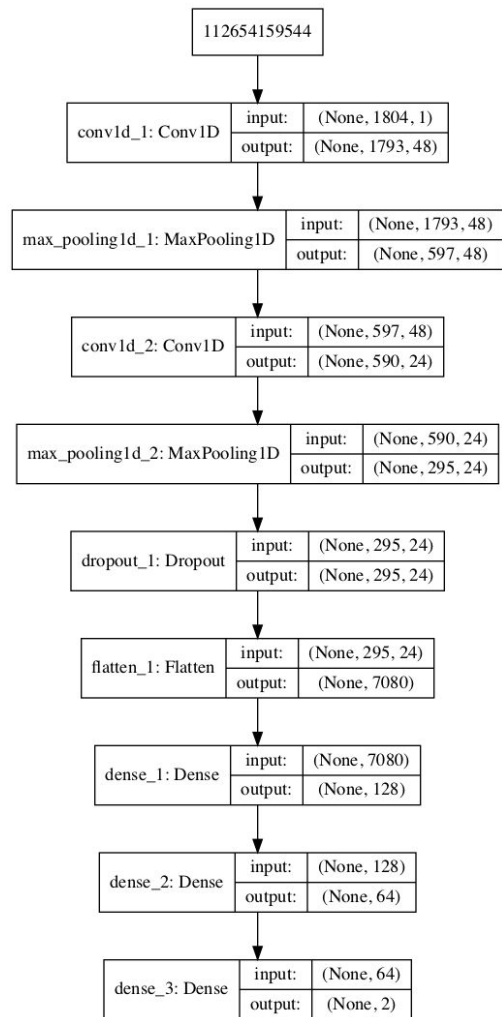 112654159544
conv1d_1: Conv1D
input:
(None, 1804, 1)
output:
(None, 1793, 48)
max_pooling1d_1: MaxPooling1D
input:
(None, 1793, 48)
output:
(None, 597, 48)
conv1d_2: Conv1D
input:
(None, 597, 48)
output:
(None, 590, 24)
max_pooling1d_2: MaxPooling1D
input:
(None, 590, 24)
output:
(None, 295, 24)
dropout_1: Dropout
input:
(None, 295, 24)
output:
(None, 295, 24)
flatten_1: Flatten
input:
(None, 295, 24)
output:
(None, 7080)
dense_1: Dense
input:
(None, 7080)
output:
(None, 128)
dense_2: Dense
input:
(None, 128)
output:
(None, 64)
dense_3: Dense
input:
(None, 64)
output:
(None, 2)